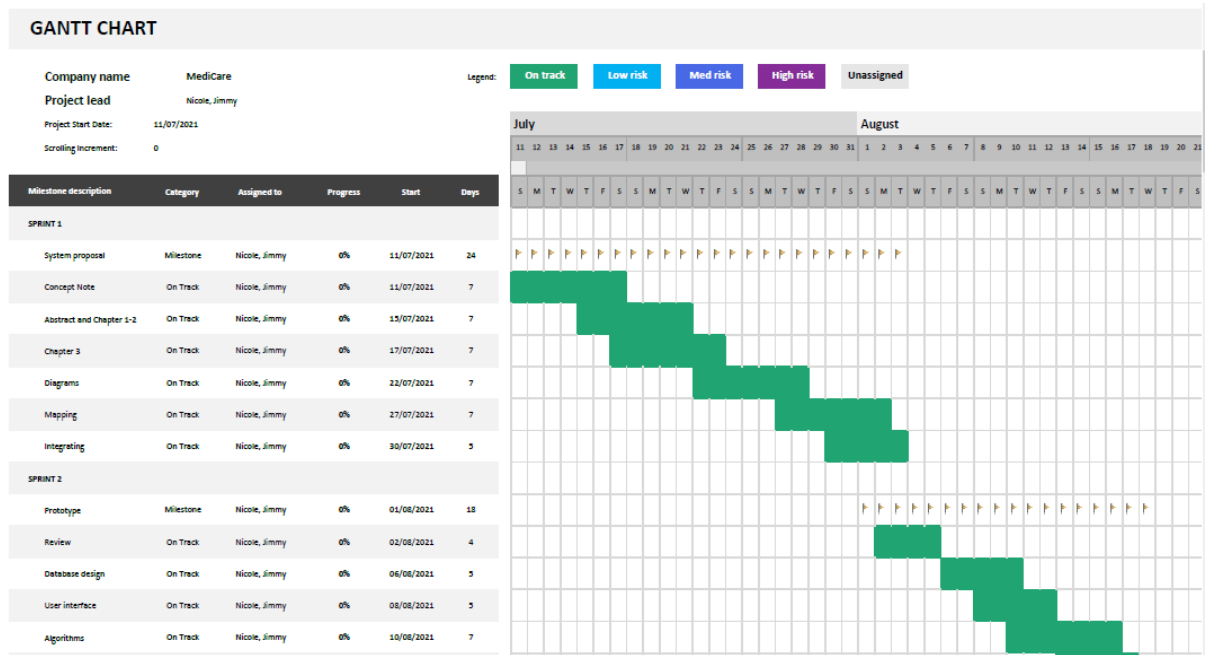 GANTT CHART
Company name MediCare Legend: On track Low risk Med risk High risk Unassigned
Project lead Nicole, Jimmy
Project Start Date: 11/07/2021 July August
Scrolling Increment: 0 11 12 13 14 15 16 17 18 19 20 21 22 23 24 25 26 27 28 29 30 31 1 2 3 4 5 6 7 8 9 10 11 12 13 14 15 16 17 18 19 20 21
Milestone description Category Assigned to Progress Start Days S M T W T F S S M T W T F S S M T W T F S S M T W T F S S M T W T F S S M T W T F S
SPRINT 1
System proposal Milestone Nicole, Jimmy 0% 11/07/2021 24
Concept Note On Track Nicole, Jimmy 0% 11/07/2021 7
Abstract and Chapter 1-2 On Track Nicole, Jimmy 0% 15/07/2021 7
Chapter 3 On Track Nicole, Jimmy 0% 17/07/2021 7
Diagrams On Track Nicole, Jimmy 0% 22/07/2021 7
Mapping On Track Nicole, Jimmy 0% 27/07/2021 7
Integrating On Track Nicole, Jimmy 0% 30/07/2021 5
SPRINT 2
Prototype Milestone Nicole, Jimmy 0% 01/08/2021 18
Review On Track Nicole, Jimmy 0% 02/08/2021 4
Database design On Track Nicole, Jimmy 0% 06/08/2021 5
User interface On Track Nicole, Jimmy 0% 08/08/2021 5
Algorithms On Track Nicole, Jimmy 0% 10/08/2021 7